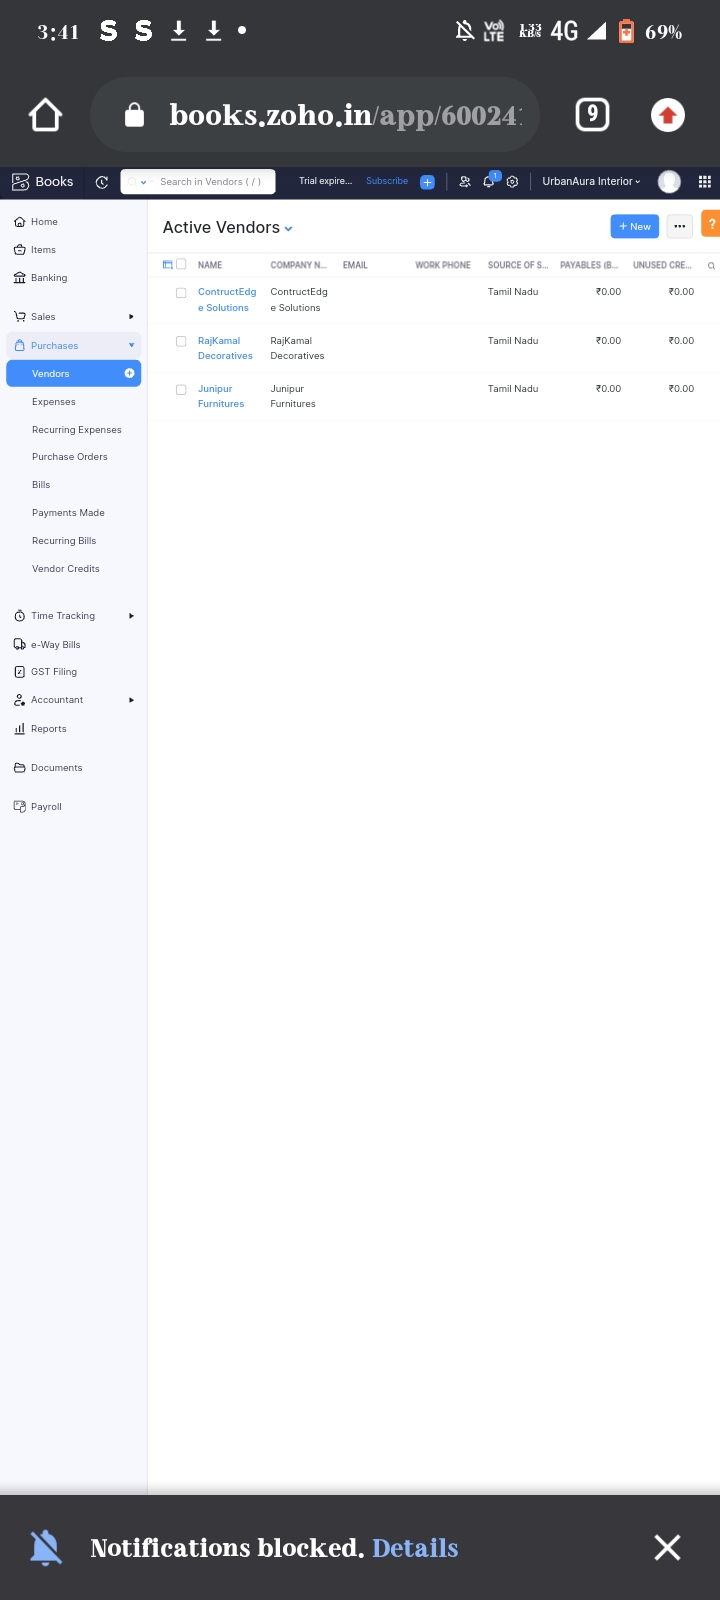 3:41 S S VoI) LTE 1.33 KB/S 4G 69%
books.zoho.in/app/60024 9
Books Search in Vendors ( / ) Trial expire... Subscribe 1 UrbanAura Interior
Home
Items
Banking
Sales
Purchases
Vendors
Expenses
Recurring Expenses
Purchase Orders
Bills
Payments Made
Recurring Bills
Vendor Credits
Time Tracking
e-Way Bills
GST Filing
Accountant
Reports
Documents
Payroll
Active Vendors + New ... ?
NAME COMPANY N... EMAIL WORK PHONE SOURCE OF S... PAYABLES (B... UNUSED CRE...
ContructEdg ContructEdg Tamil Nadu ₹0.00 ₹0.00
e Solutions e Solutions
RajKamal RajKamal Tamil Nadu ₹0.00 ₹0.00
Decoratives Decoratives
Junipur Junipur Tamil Nadu ₹0.00 ₹0.00
Furnitures Furnitures
Notifications blocked. Details